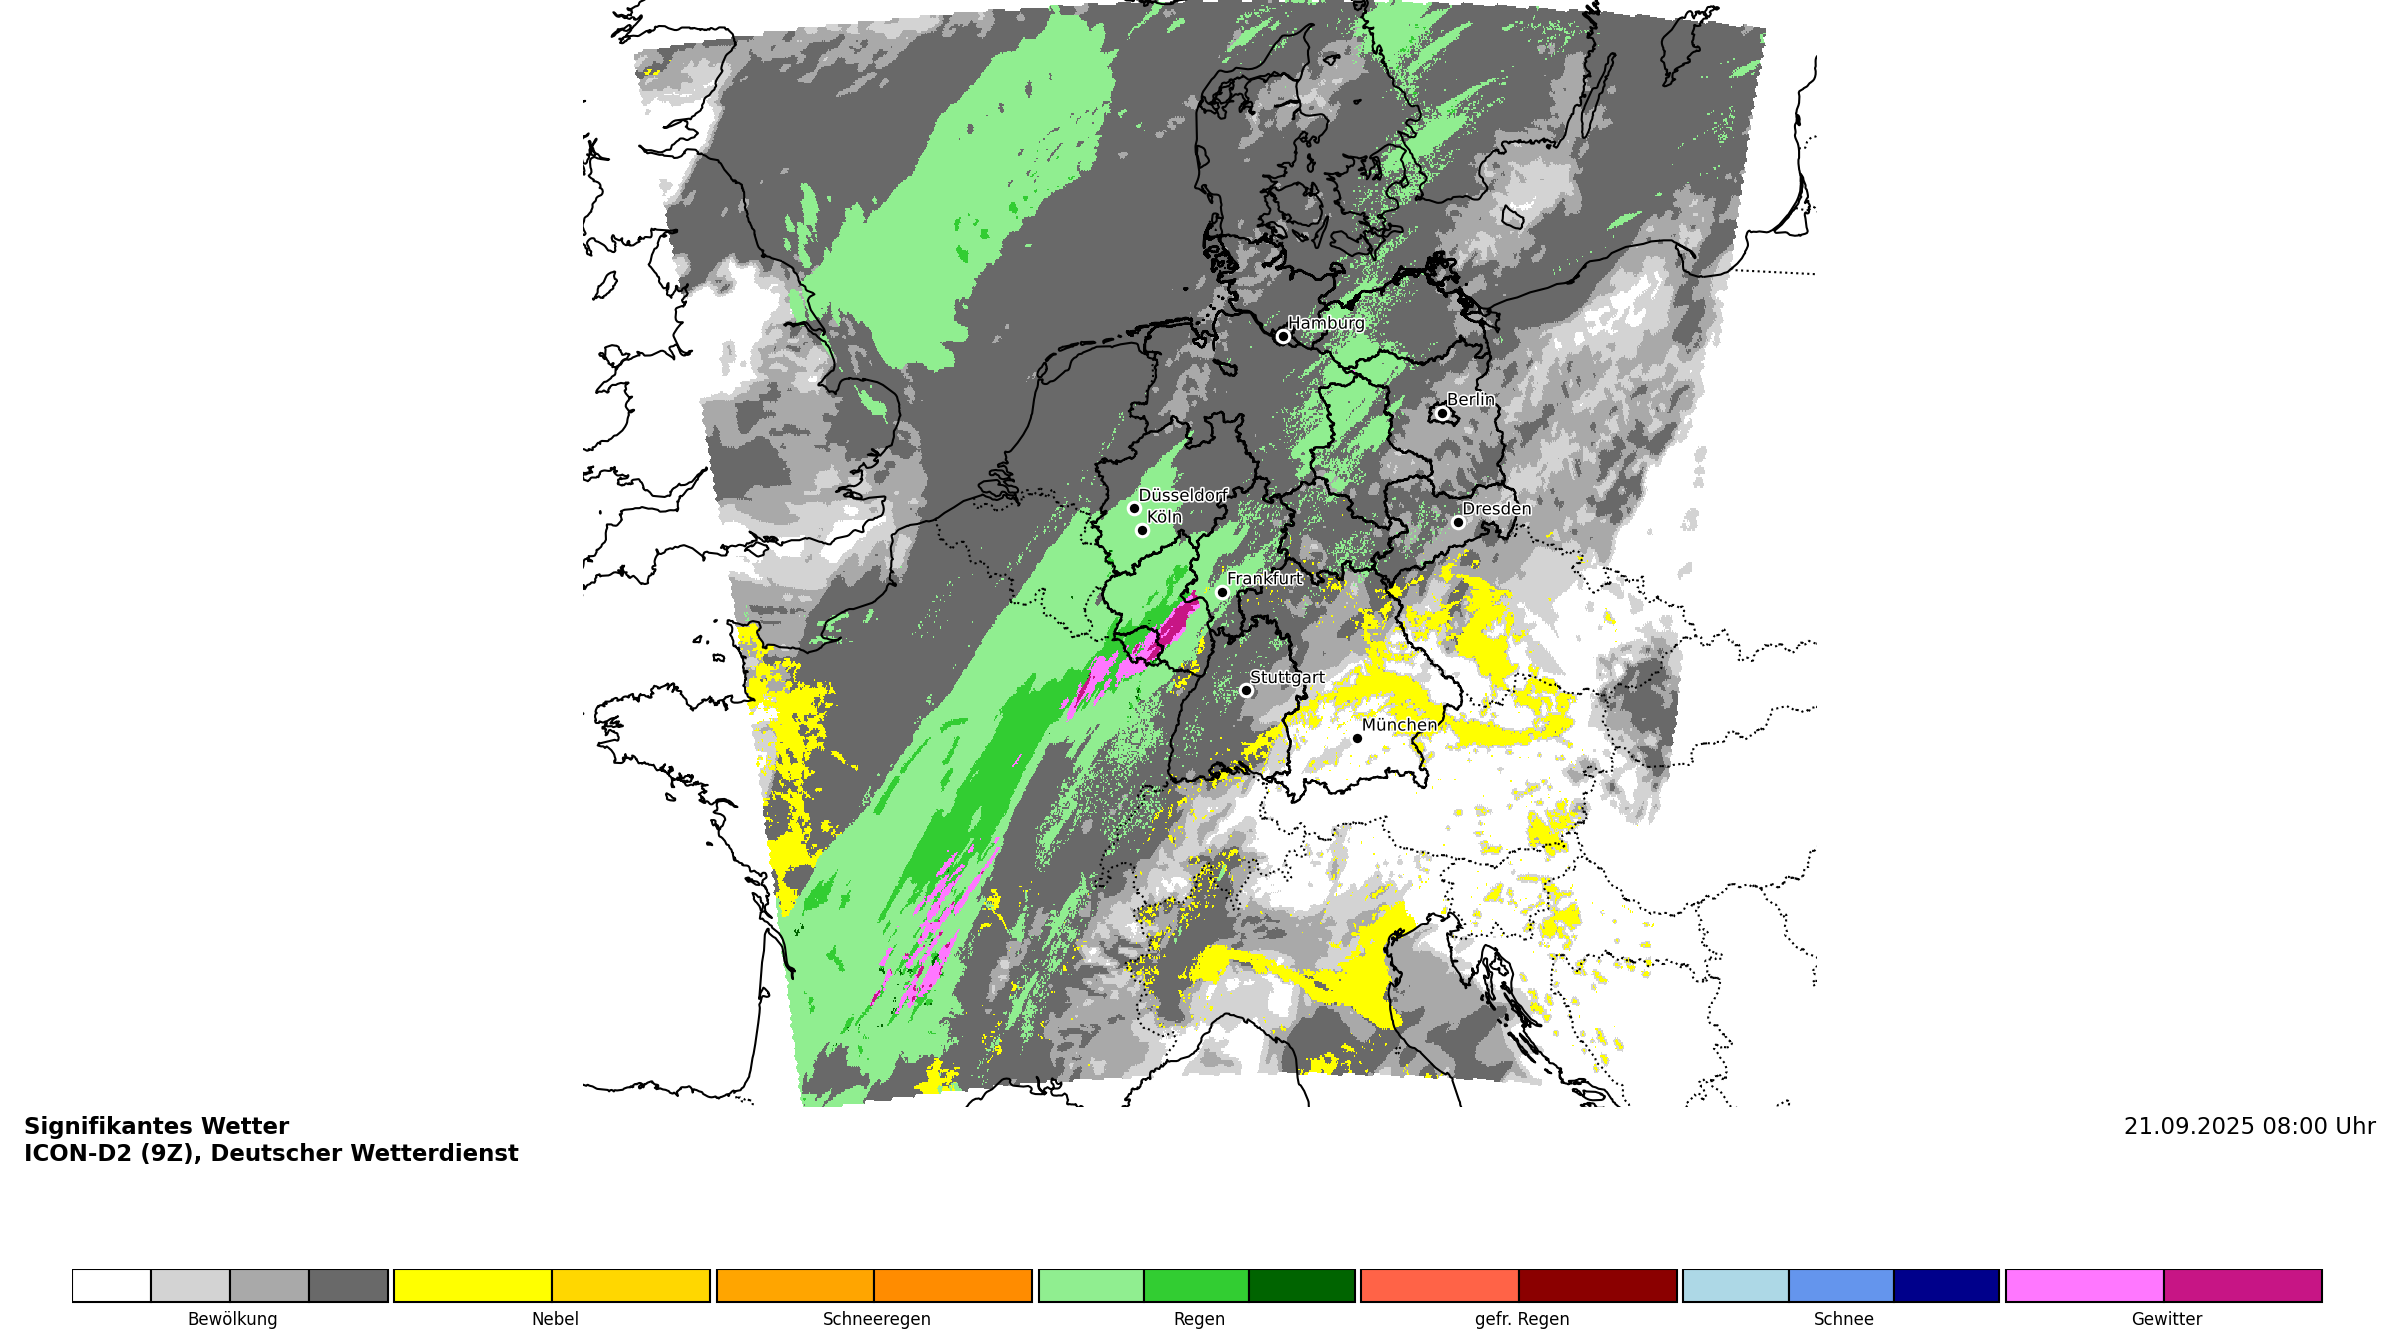 Hamburg
Berlin
Düsseldorf
Köln
Dresden
Frankfurt
Stuttgart
München
Signifikantes Wetter
21.09.2025 08:00 Uhr
ICON-D2 (9Z), Deutscher Wetterdienst
Bewölkung
Nebel
Schneeregen
Regen
gefr. Regen
Schnee
Gewitter